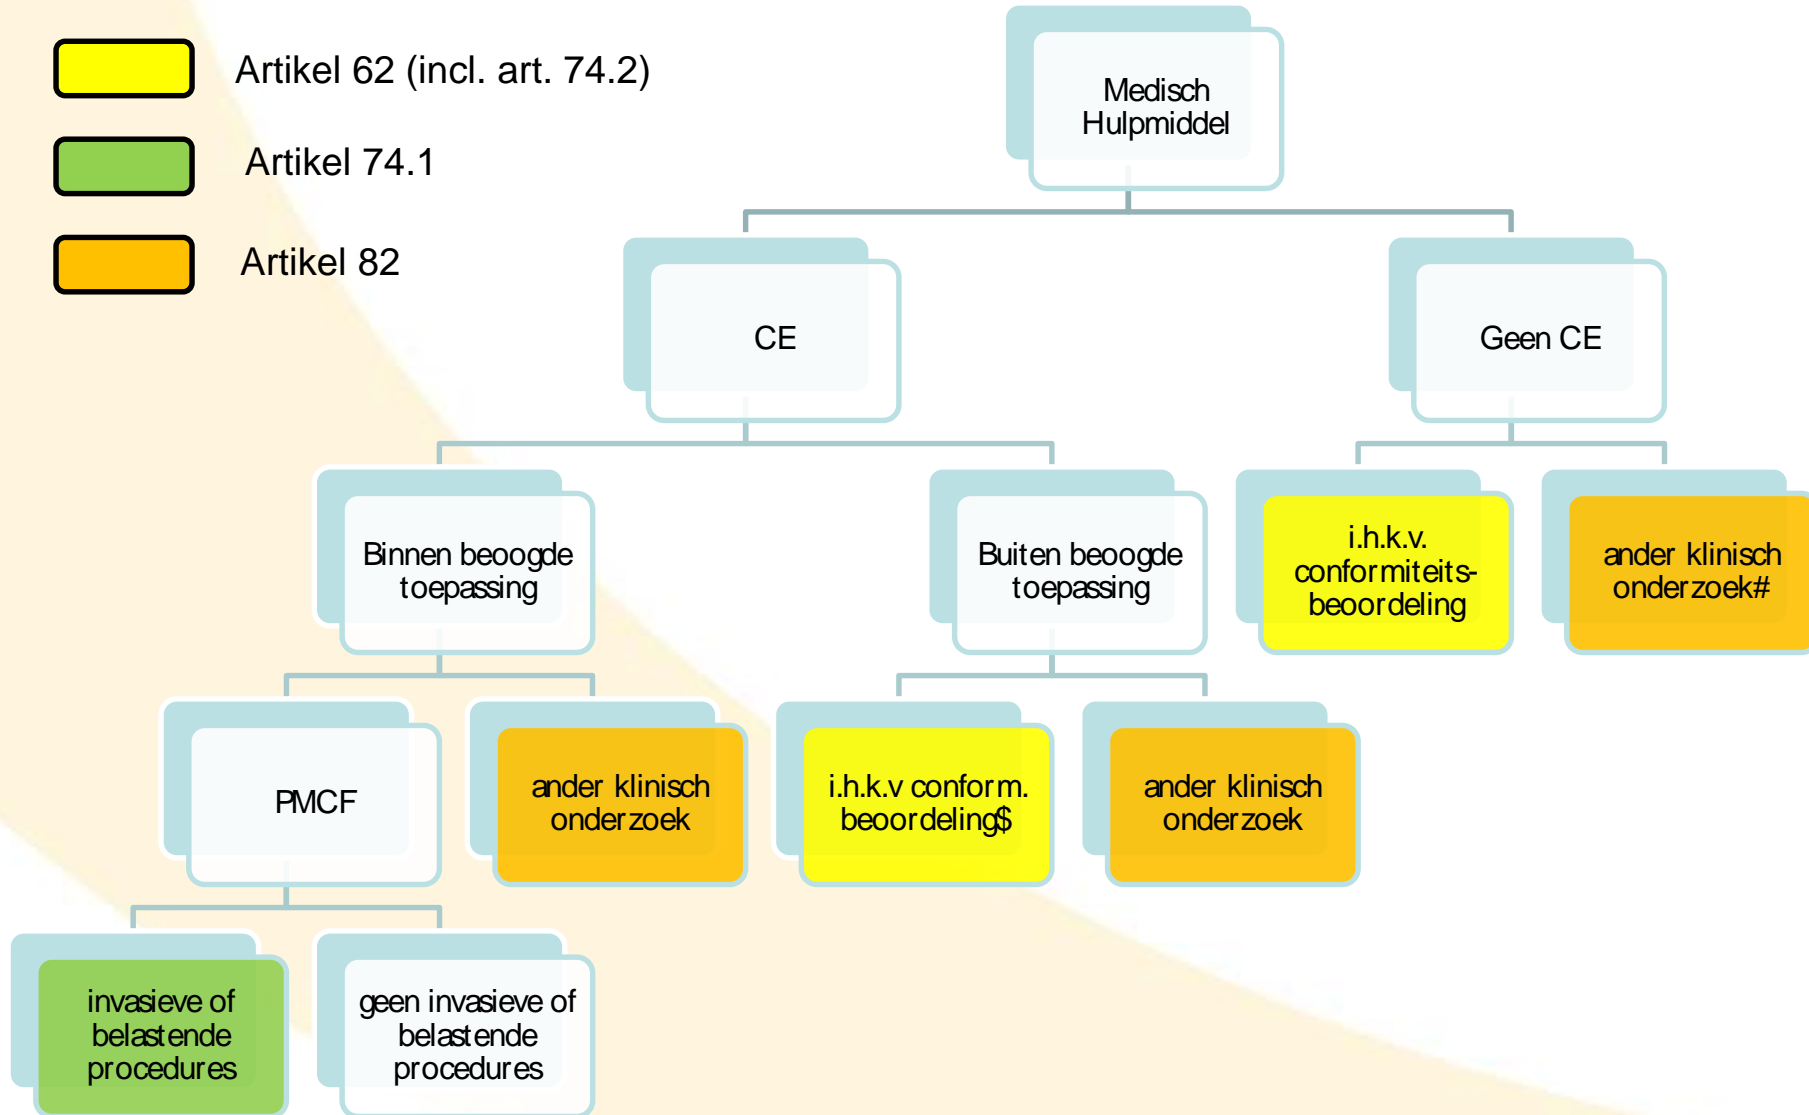 Artikel 62 (incl. art. 74.2)
Artikel 74.1
Artikel 82
Medisch
Hulpmiddel
CE
Geen CE
Binnen beoogde
toepassing
Buiten beoogde
toepassing
i.h.k.v.
conformiteits-
beoordeling
ander klinisch
onderzoek#
PMCF
ander klinisch
onderzoek
i.h.k.v conform.
beoordeling$
ander klinisch
onderzoek
invasieve of
belastende
procedures
geen invasieve of
belastende
procedures